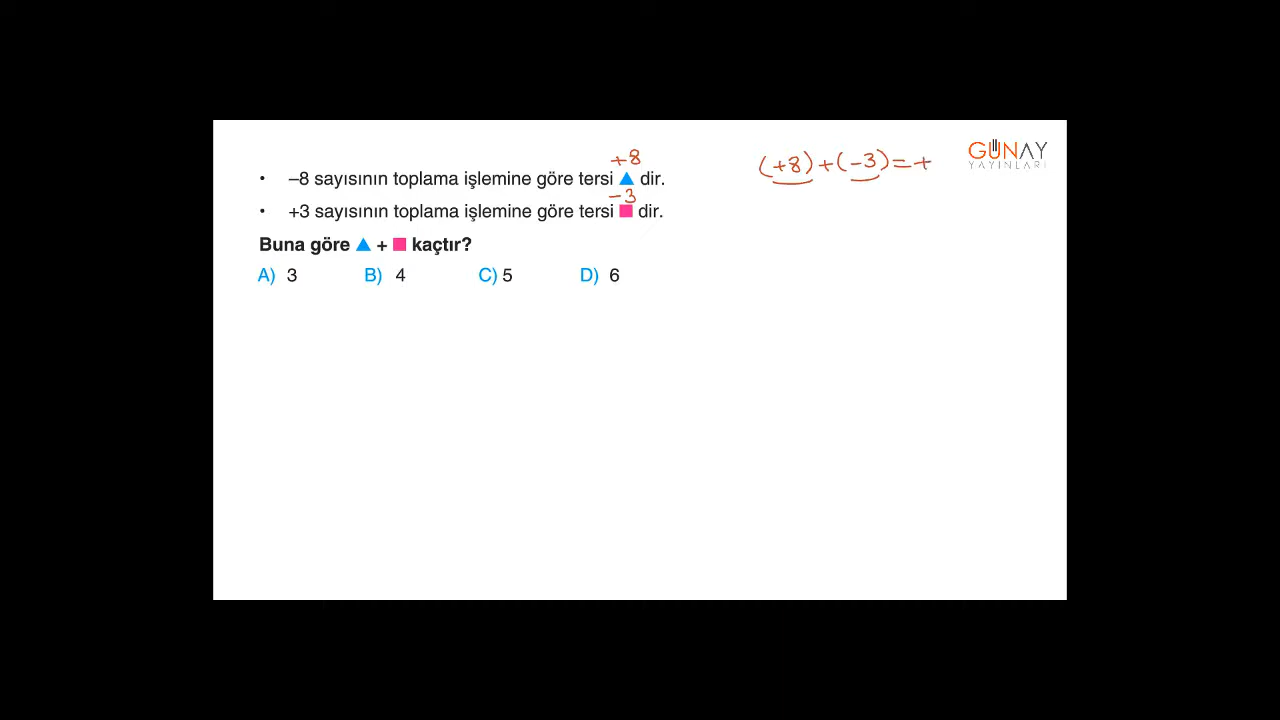 +8
(+8)+(-3)=+
GÜNAY
YAYINLARI
• –8 sayısının toplama işlemine göre tersi ▲ dir.
-3
• +3 sayısının toplama işlemine göre tersi ■ dir.
Buna göre ▲ + ■ kaçtır?
A) 3 B) 4 C) 5 D) 6